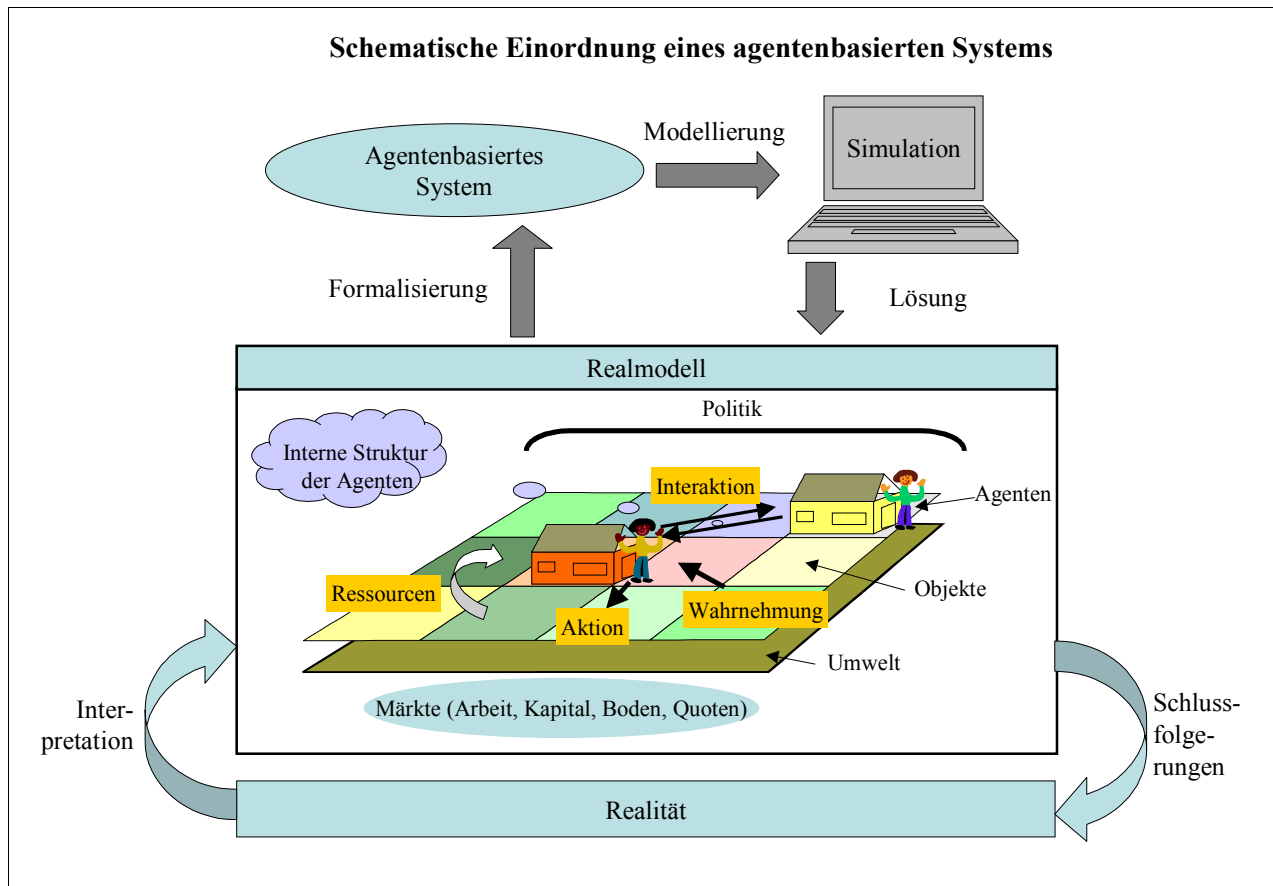 Schematische Einordnung eines agentenbasierten Systems
Modellierung
Agentenbasiertes
System
Simulation
Formalisierung
Lösung
Realmodell
Politik
Interne Struktur
der Agenten
Interaktion
Agenten
Ressourcen
Objekte
Wahrnehmung
Aktion
Umwelt
Märkte (Arbeit, Kapital, Boden, Quoten)
Inter-
pretation
Schluss-
folge-
rungen
Realität